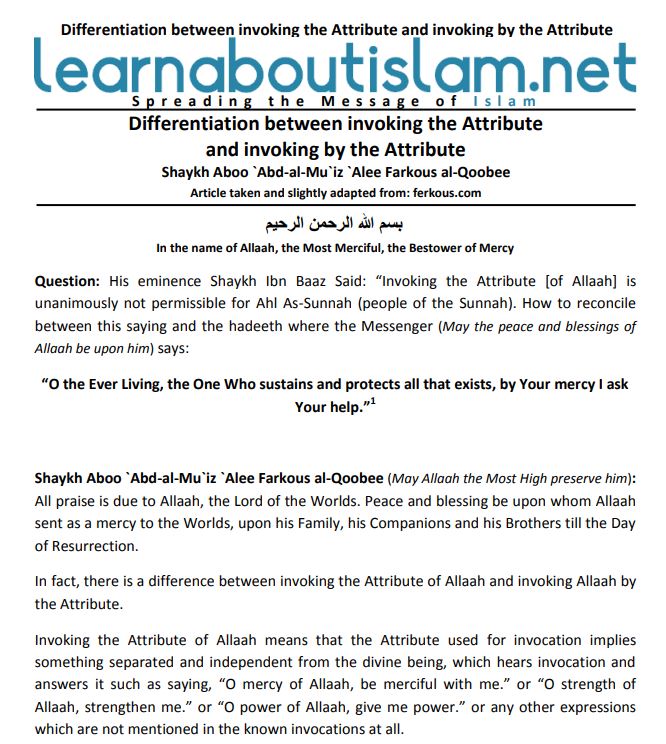 Differentiation between invoking the Attribute and invoking by the Attribute
learnaboutislam.net
Spreading the Message of Islam
Differentiation between invoking the Attribute
and invoking by the Attribute
Shaykh Aboo `Abd-al-Mu`iz `Alee Farkous al-Qoobee
Article taken and slightly adapted from: ferkous.com
بسم الله الرحمن الرحيم
In the name of Allaah, the Most Merciful, the Bestower of Mercy
Question: His eminence Shaykh Ibn Baaz Said: “Invoking the Attribute [of Allaah] is
unanimously not permissible for Ahl As-Sunnah (people of the Sunnah). How to reconcile
between this saying and the hadeeth where the Messenger (May the peace and blessings of
Allaah be upon him) says:
“O the Ever Living, the One Who sustains and protects all that exists, by Your mercy I ask
Your help.”1
Shaykh Aboo `Abd-al-Mu`iz `Alee Farkous al-Qoobee (May Allaah the Most High preserve him):
All praise is due to Allaah, the Lord of the Worlds. Peace and blessing be upon whom Allaah
sent as a mercy to the Worlds, upon his Family, his Companions and his Brothers till the Day
of Resurrection.
In fact, there is a difference between invoking the Attribute of Allaah and invoking Allaah by
the Attribute.
Invoking the Attribute of Allaah means that the Attribute used for invocation implies
something separated and independent from the divine being, which hears invocation and
answers it such as saying, “O mercy of Allaah, be merciful with me.” or “O strength of
Allaah, strengthen me.” or “O power of Allaah, give me power.” or any other expressions
which are not mentioned in the known invocations at all.